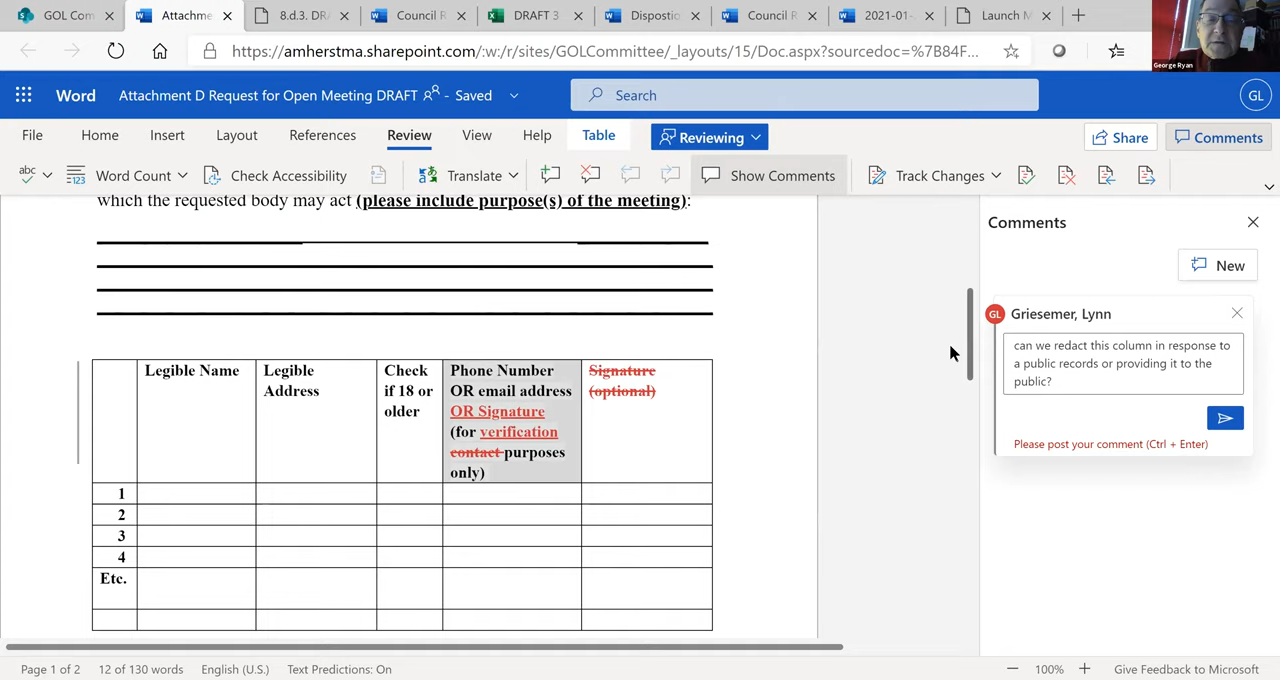 GOL Com
Attachme
8.d.3. DRA
Council R
DRAFT 3
Dispostio
Council R
2021-01-
Launch M
https://amherstma.sharepoint.com/:w:/r/sites/GOLCommittee/_layouts/15/Doc.aspx?sourcedoc=%7B84F...
George Ryan
Word Attachment D Request for Open Meeting DRAFT - Saved
Search
GL
File Home Insert Layout References Review View Help Table Reviewing Share Comments
abc 123 Word Count Check Accessibility Translate Show Comments Track Changes
which the requested body may act (please include purpose(s) of the meeting):
Legible Name
Legible
Address
Check
if 18 or
older
Phone Number
OR email address
OR Signature
(for verification
contact purposes
only)
Signature
(optional)
1
2
3
4
Etc.
Comments
New
GL Griesemer, Lynn
can we redact this column in response to
a public records or providing it to the
public?
Please post your comment (Ctrl + Enter)
Page 1 of 2 12 of 130 words English (U.S.) Text Predictions: On 100% Give Feedback to Microsoft